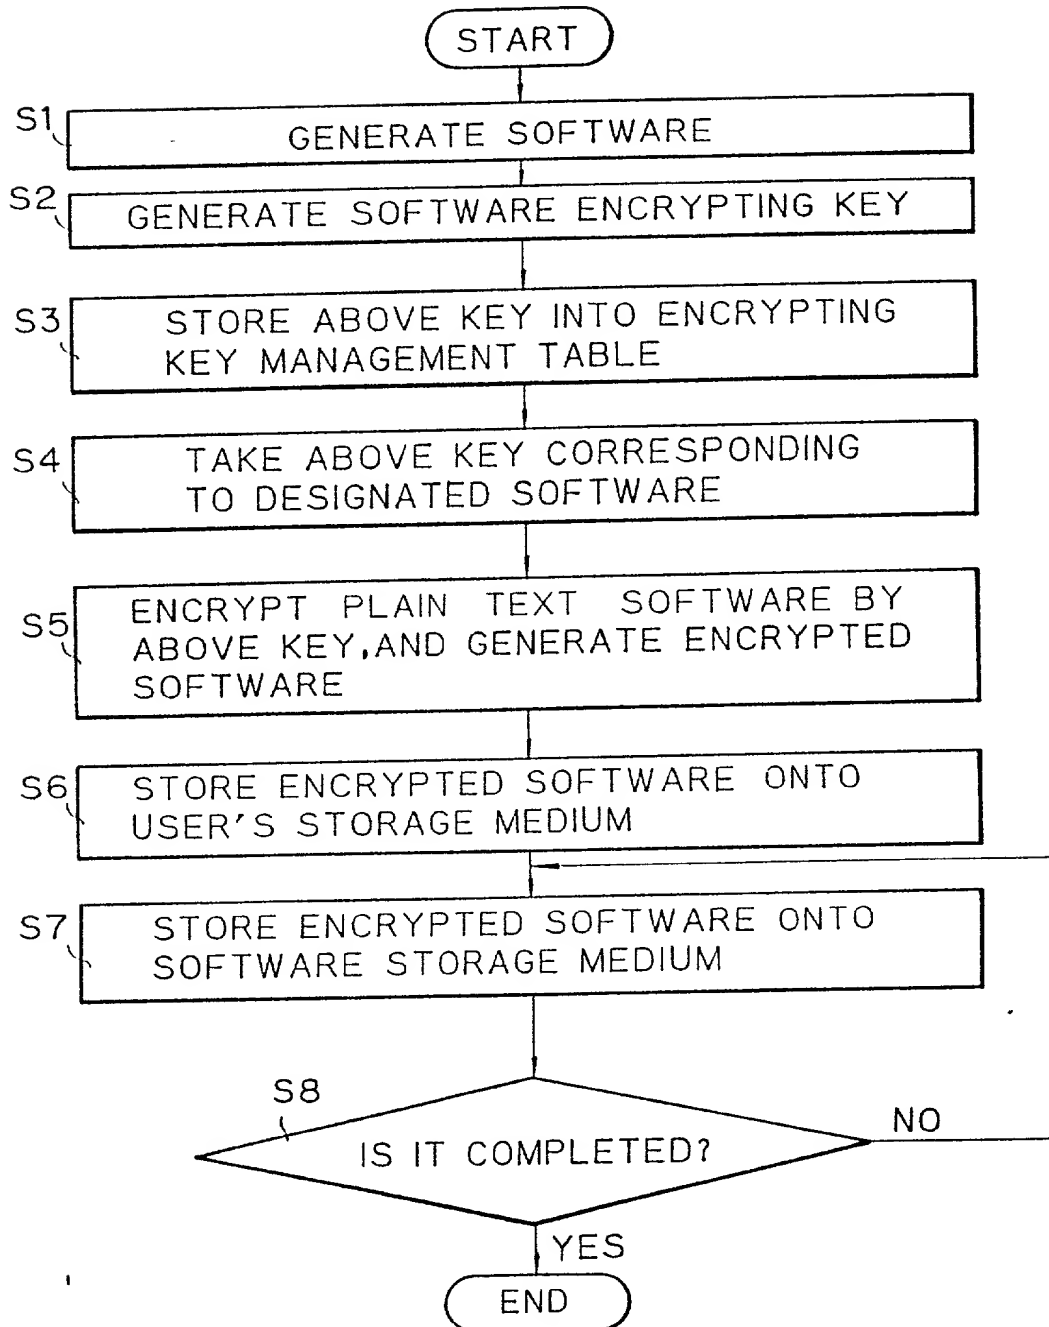 START
S1
GENERATE SOFTWARE
S2
GENERATE SOFTWARE ENCRYPTING KEY
S3
STORE ABOVE KEY INTO ENCRYPTING
KEY MANAGEMENT TABLE
S4
TAKE ABOVE KEY CORRESPONDING
TO DESIGNATED SOFTWARE
S5
ENCRYPT PLAIN TEXT SOFTWARE BY
ABOVE KEY, AND GENERATE ENCRYPTED
SOFTWARE
S6
STORE ENCRYPTED SOFTWARE ONTO
USER'S STORAGE MEDIUM
S7
STORE ENCRYPTED SOFTWARE ONTO
SOFTWARE STORAGE MEDIUM
S8
IS IT COMPLETED?
NO
YES
END